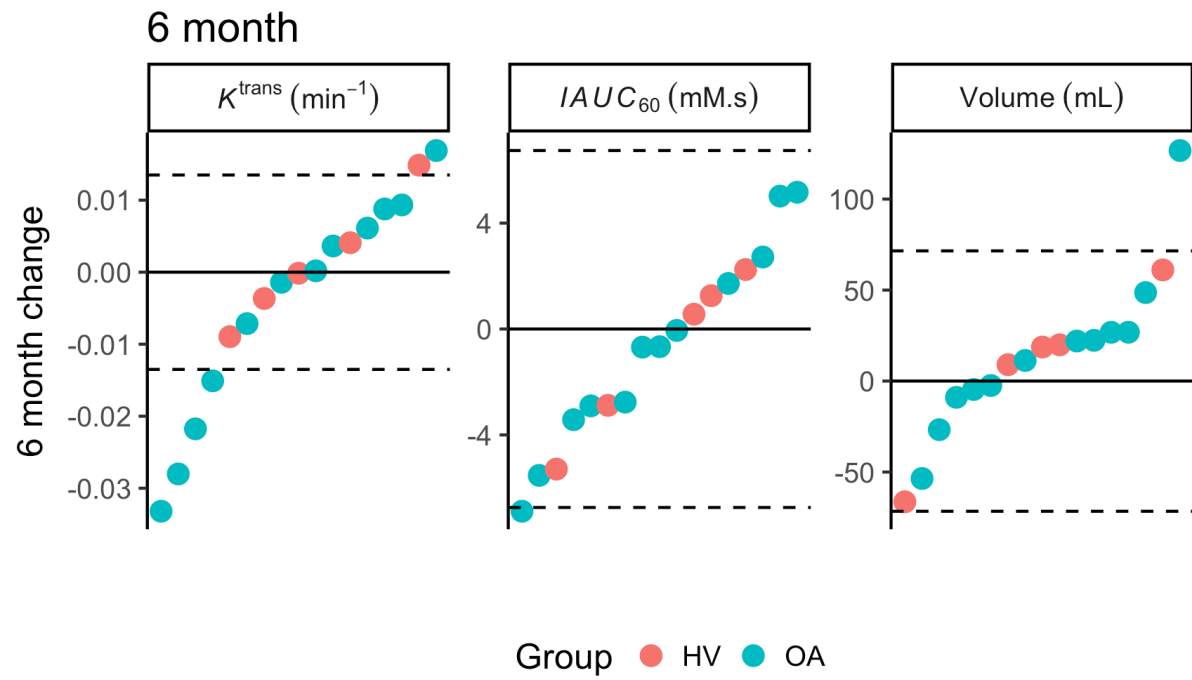 6 month
K^trans (min⁻¹)
IAUC₆₀ (mM.s)
Volume (mL)
6 month change
0.01
0.00
-0.01
-0.02
-0.03
4
0
-4
100
50
0
-50
Group HV OA